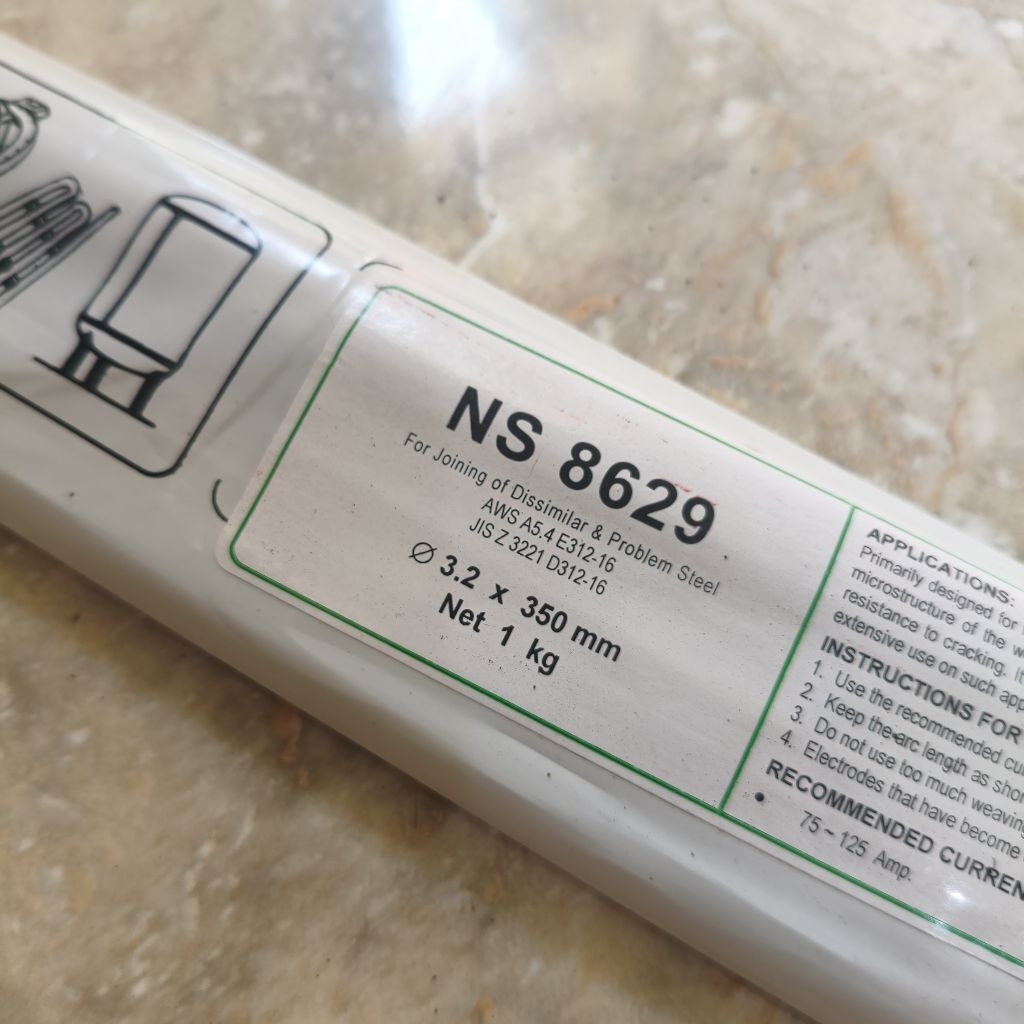 NS 8629
For Joining of Dissimilar & Problem Steel
AWS A5.4 E312-16
JIS Z 3221 D312-16
∅ 3.2 x 350 mm
Net 1 kg
APPLICATIONS:
Primarily designed for
microstructure of the
resistance to cracking. It
extensive use on such
INSTRUCTIONS FOR
1. Use the recommended
2. Keep the arc length as
3. Do not use too much weaving
4. Electrodes that have become
RECOMMENDED
75 ~ 125 Amp.